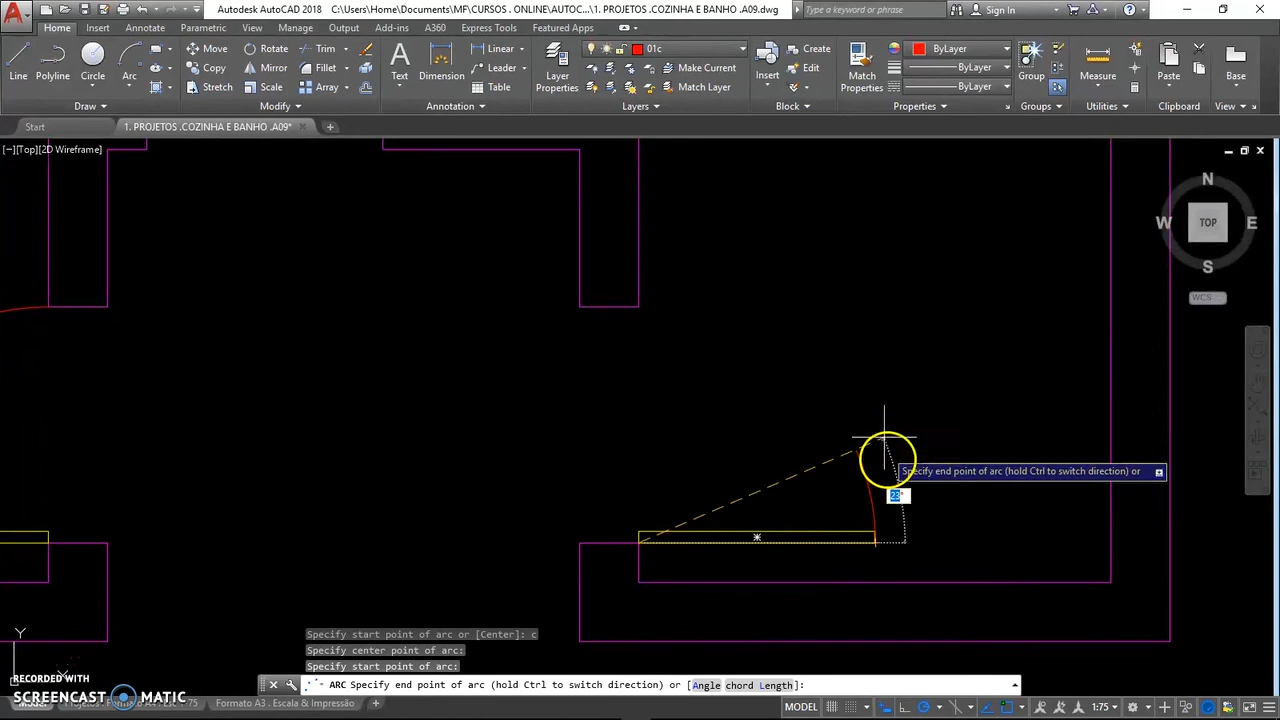 Autodesk AutoCAD 2018 C:\Users\Home\Documents\MF\CURSOS . ONLINE\AUTOC...\1. PROJETOS .COZINHA E BANHO .A09.dwg
Type a keyword or phrase
Sign In
Home Insert Annotate Parametric View Manage Output Add-ins A360 Express Tools Featured Apps
Line Polyline Circle Arc
Move Rotate Trim
Copy Mirror Fillet
Stretch Scale Array
Text Dimension
Linear
Leader
Table
Layer Properties
01c
Make Current
Match Layer
Insert
Create
Edit
Match Properties
ByLayer
ByLayer
ByLayer
Group Measure Paste Base
Draw Modify Annotation Layers Block Properties Groups Utilities Clipboard View
Start 1. PROJETOS .COZINHA E BANHO .A09*
[−][Top][2D Wireframe]
N
W TOP E
S
WCS
Specify end point of arc (hold Ctrl to switch direction) or
23°
Y
X
Specify start point of arc or [Center]: c
Specify center point of arc:
Specify start point of arc:
ARC Specify end point of arc (hold Ctrl to switch direction) or [Angle chord Length]:
RECORDED WITH
SCREENCAST MATIC
Model Formato A3 . Escala & Impressão
MODEL 1:75